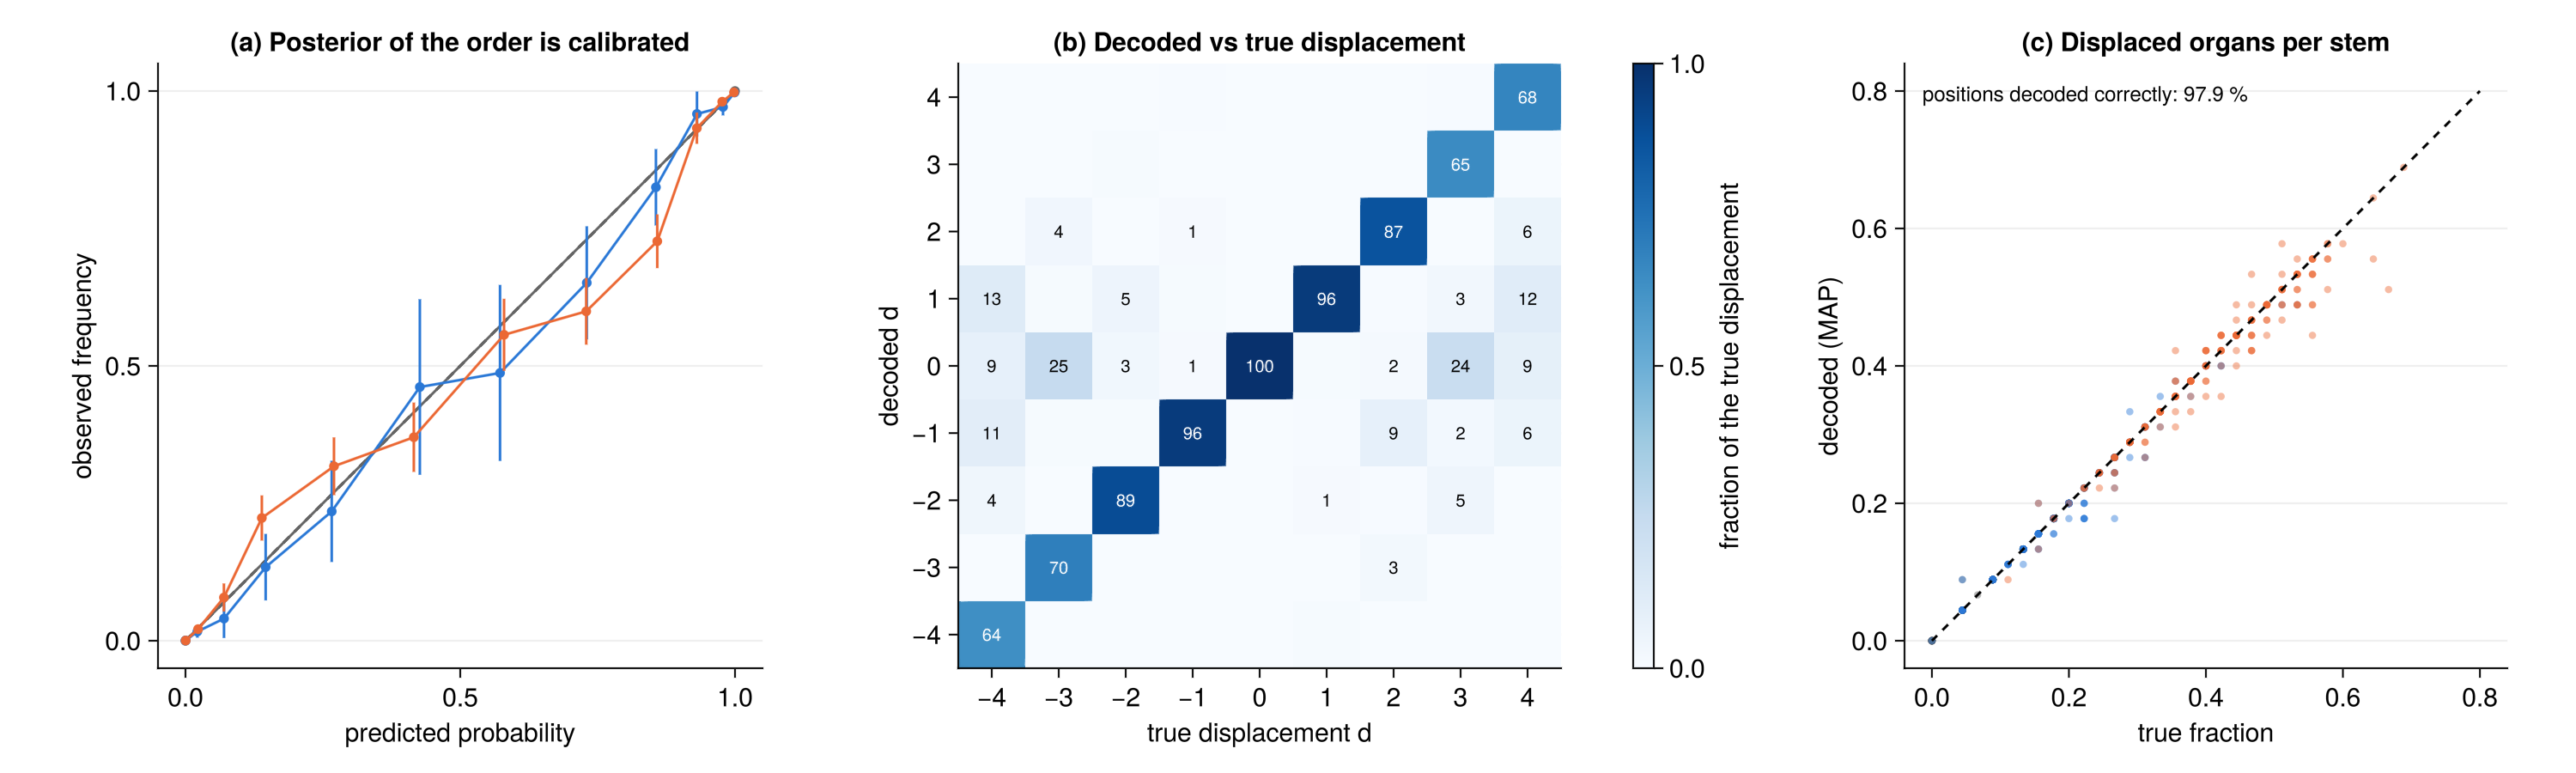 (a) Posterior of the order is calibrated
1.0
0.5
0.0
observed frequency
0.0 0.5 1.0
predicted probability
(b) Decoded vs true displacement
4 68
3 65
2 4 1 87 6
1 13 5 96 3 12
0 9 25 3 1 100 2 24 9
−1 11 96 9 2 6
−2 4 89 1 5
−3 70 3
−4 64
decoded d
−4 −3 −2 −1 0 1 2 3 4
true displacement d
1.0
0.5
0.0
fraction of the true displacement
(c) Displaced organs per stem
positions decoded correctly: 97.9 %
0.8
0.6
0.4
0.2
0.0
decoded (MAP)
0.0 0.2 0.4 0.6 0.8
true fraction